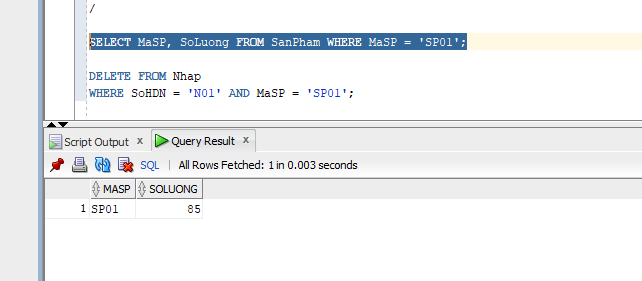 /
SELECT MaSP, SoLuong FROM SanPham WHERE MaSP = 'SP01';
DELETE FROM Nhap
WHERE SoHDN = 'N01' AND MaSP = 'SP01';
Script Output x Query Result x
SQL | All Rows Fetched: 1 in 0.003 seconds
MASP SOLUONG
1 SP01 85